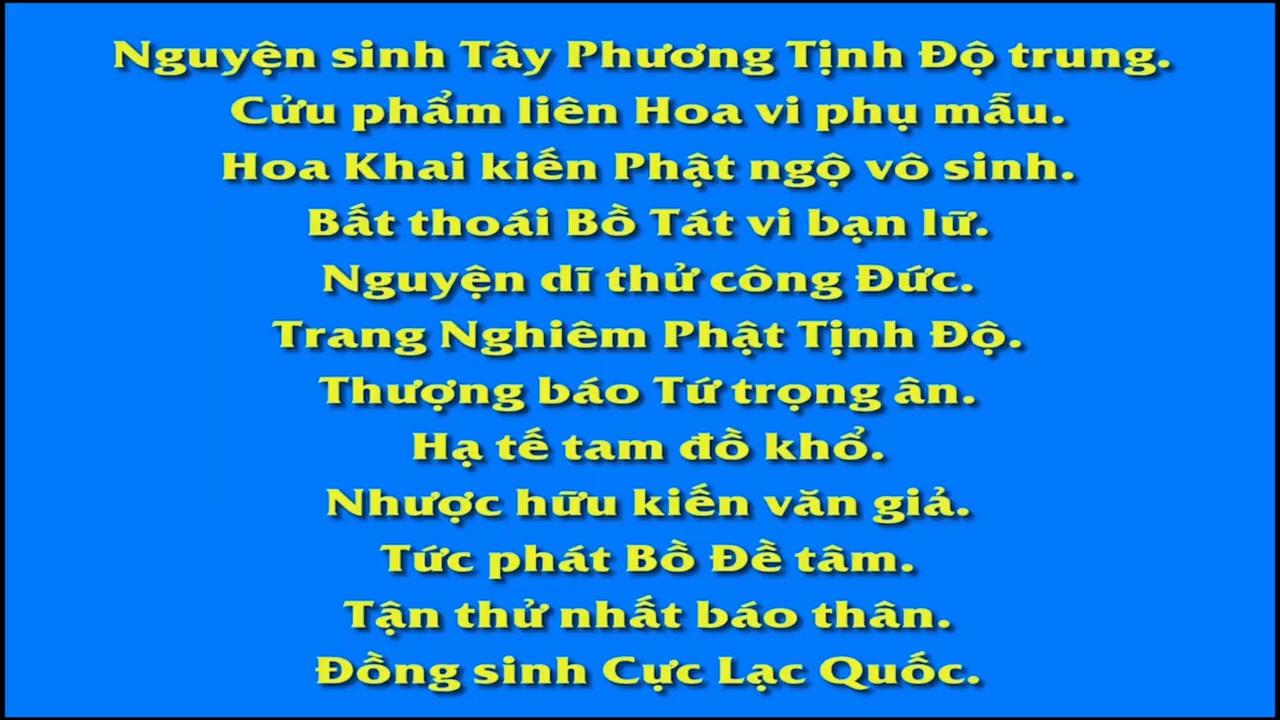 Nguyện sinh Tây Phương Tịnh Độ trung.
Cửu phẩm liên Hoa vi phụ mẫu.
Hoa Khai kiến Phật ngộ vô sinh.
Bất thoái Bồ Tát vi bạn lữ.
Nguyện dĩ thử công Đức.
Trang Nghiêm Phật Tịnh Độ.
Thượng báo Tứ trọng ân.
Hạ tế tam đồ khổ.
Nhược hữu kiến văn giả.
Tức phát Bồ Đề tâm.
Tận thử nhất báo thân.
Đồng sinh Cực Lạc Quốc.